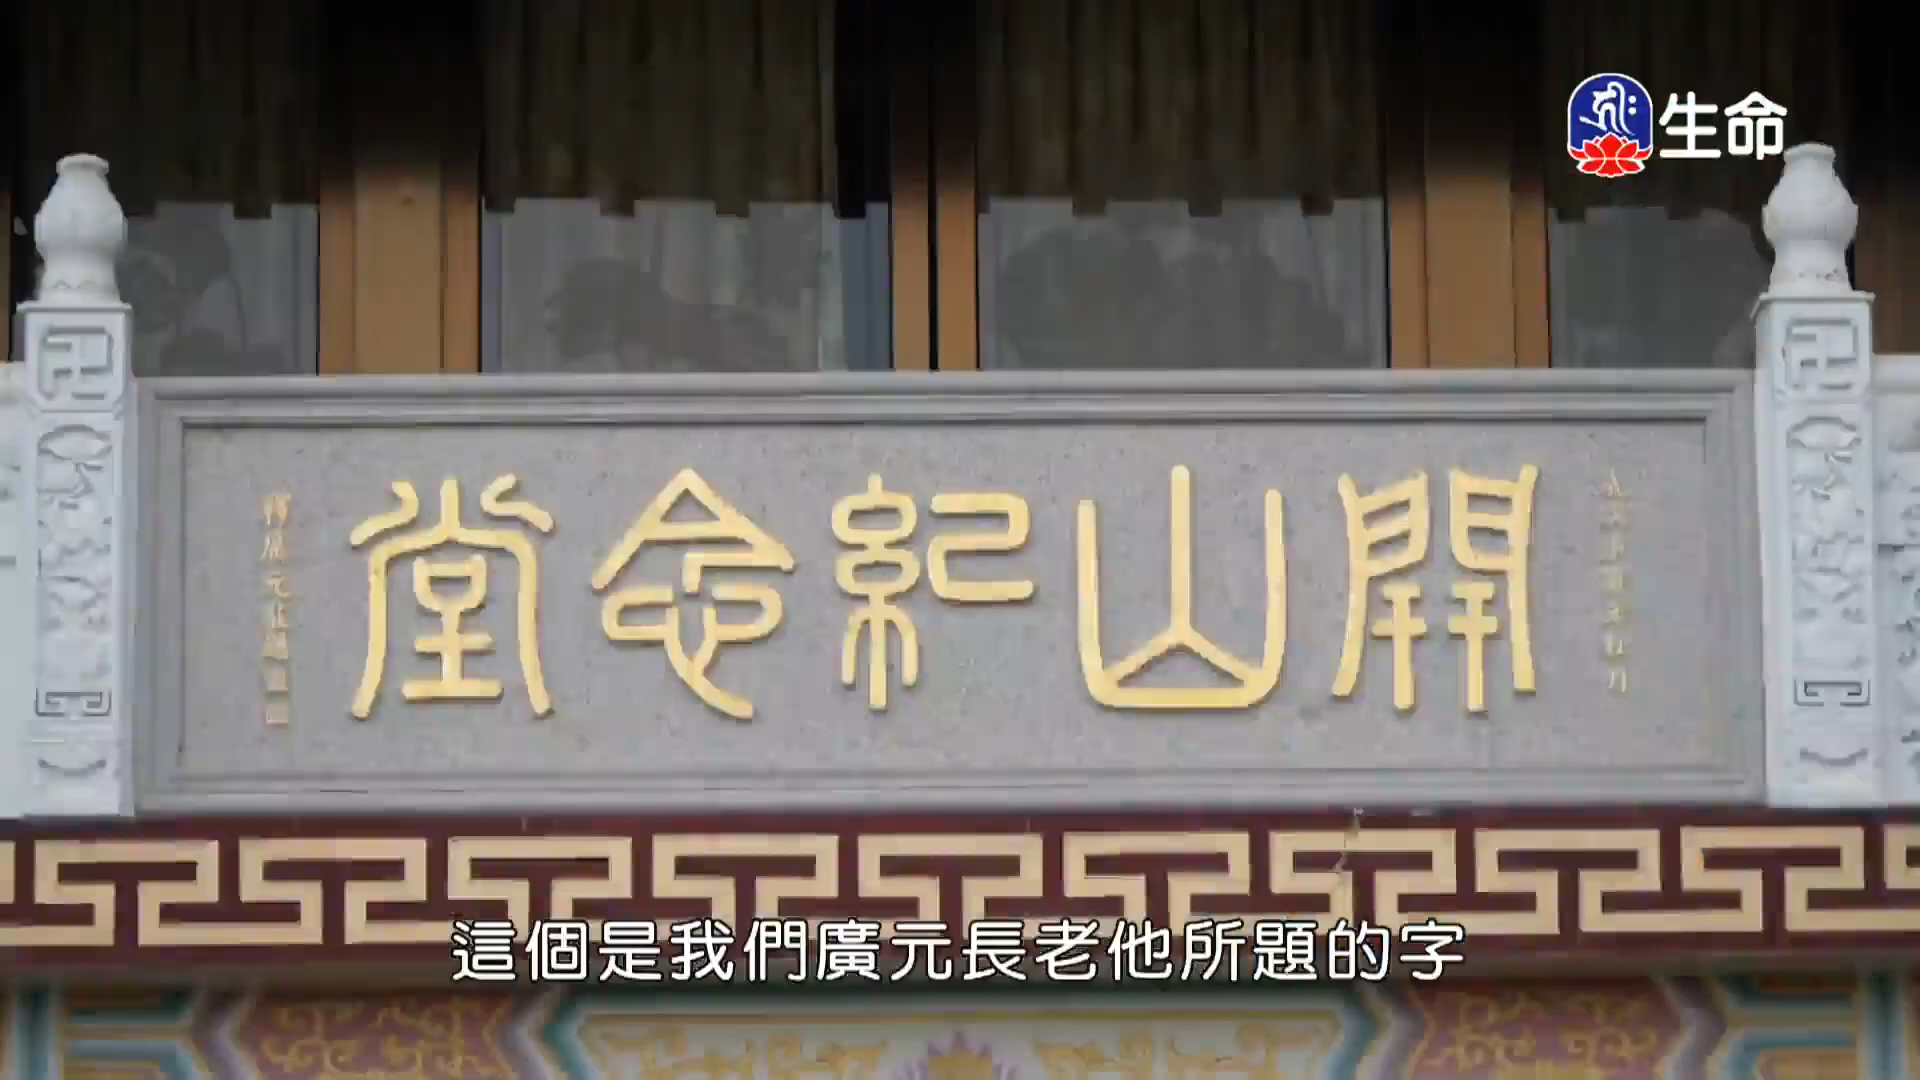 生命
開山紀念堂
這個是我們廣元長老他所題的字